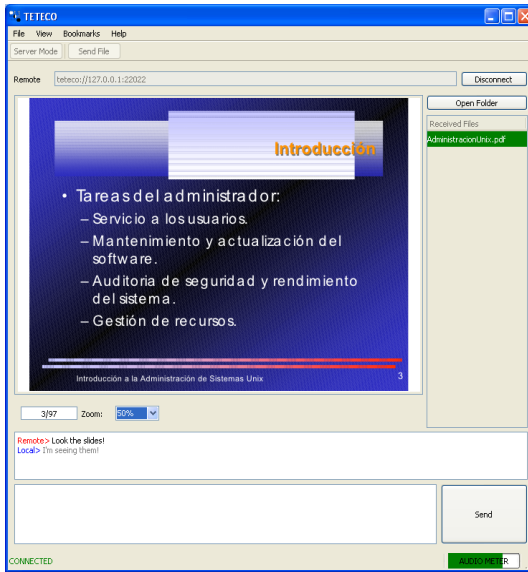 TETECO
File View Bookmarks Help
Server Mode Send File
Remote teteco://127.0.0.1:22022 Disconnect
Open Folder
Received Files
AdministracionUnix.pdf
Introducción
• Tareas del administrador:
– Servicio a los usuarios.
– Mantenimiento y actualización del
software.
– Auditoria de seguridad y rendimiento
del sistema.
– Gestión de recursos.
Introducción a la Administración de Sistemas Unix 3
3/97 Zoom: 50%
Remote> Look the slides!
Local> I'm seeing them!
Send
CONNECTED AUDIO METER